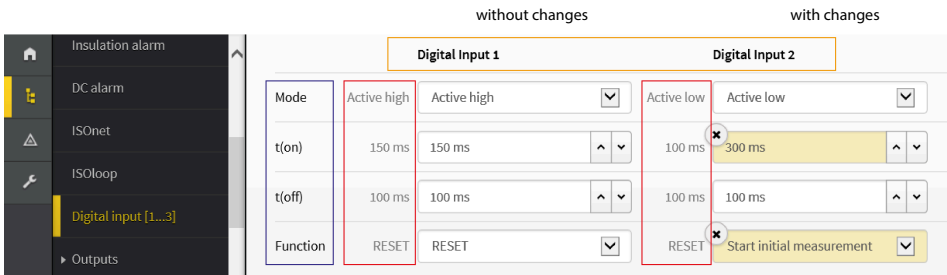 without changes with changes
Insulation alarm
Digital Input 1 Digital Input 2
DC alarm
Mode Active high Active high Active low Active low
ISOnet
t(on) 150 ms 150 ms 100 ms 300 ms
ISOloop
t(off) 100 ms 100 ms 100 ms 100 ms
Digital input [1...3]
Function RESET RESET RESET Start initial measurement
Outputs